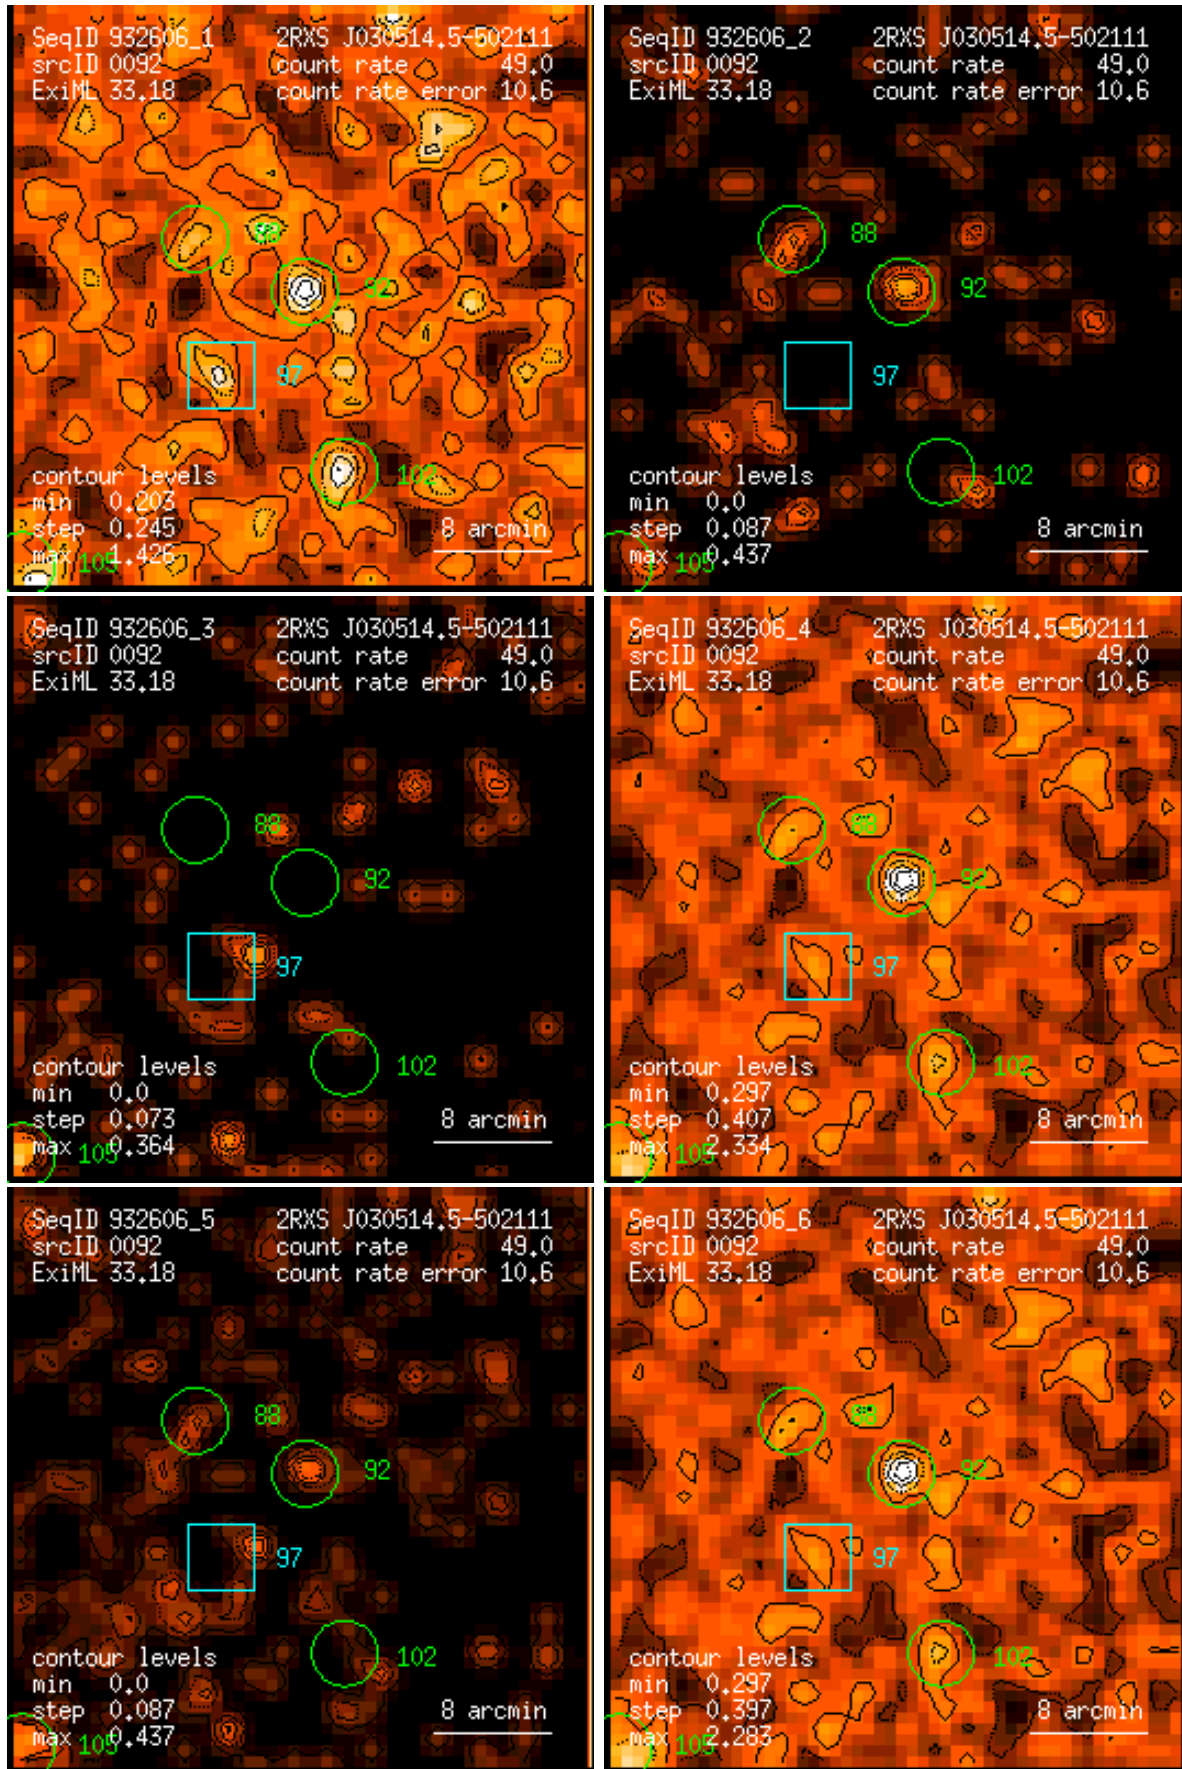 SeqID 932606_1 2RXS J030514.5-502111
srcID 0092 count rate 49.0
ExiML 33.18 count rate error 10.6
88
92
97
contour levels 102
min 0.203
step 0.245 8 arcmin
max 1.426 105
SeqID 932606_2 2RXS J030514.5-502111
srcID 0092 count rate 49.0
ExiML 33.18 count rate error 10.6
88
92
97
contour levels 102
min 0.0
step 0.087 8 arcmin
max 0.437 105
SeqID 932606_3 2RXS J030514.5-502111
srcID 0092 count rate 49.0
ExiML 33.18 count rate error 10.6
88
92
97
contour levels 102
min 0.0
step 0.073 8 arcmin
max 0.364 105
SeqID 932606_4 2RXS J030514.5-502111
srcID 0092 count rate 49.0
ExiML 33.18 count rate error 10.6
88
92
97
contour levels 102
min 0.297
step 0.407 8 arcmin
max 2.334 105
SeqID 932606_5 2RXS J030514.5-502111
srcID 0092 count rate 49.0
ExiML 33.18 count rate error 10.6
88
92
97
contour levels 102
min 0.0
step 0.087 8 arcmin
max 0.437 105
SeqID 932606_6 2RXS J030514.5-502111
srcID 0092 count rate 49.0
ExiML 33.18 count rate error 10.6
88
92
97
contour levels 102
min 0.297
step 0.397 8 arcmin
max 2.283 105